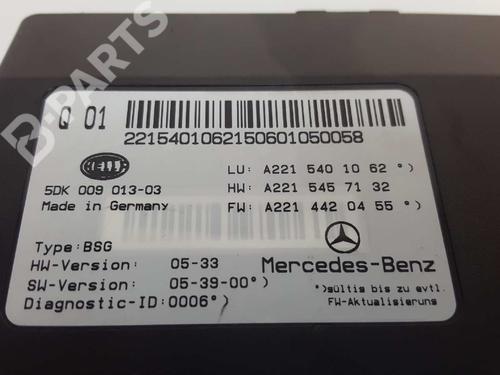 B-PARTS
Q 01
2215401062150601050058
HELLA
LU: A221 540 10 62°)
5DK 009 013-03
HW: A221 545 71 32
Made in Germany
FW: A221 442 04 55°)
Type:BSG
HW-Version: 05-33
Mercedes-Benz
SW-Version: 05-39-00°)
°)gültis bis zu evtl.
Diagnostic-ID:0006°)
FW-Aktualisierung